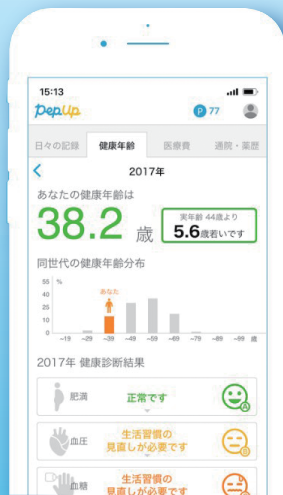 15:13
PepUp
P 77
日々の記録 健康年齢 医療費 通院・薬歴
2017年
あなたの健康年齢は
38.2 歳
実年齢 44歳より
5.6歳若いです
同世代の健康年齢分布
55 %
40
あなた
25
10
0
~19 ~29 ~39 ~49 ~59 ~69 ~79 ~89 ~99 歳
2017年 健康診断結果
肥満 正常です A
血圧 生活習慣の
見直しが必要です
血糖 生活習慣の
見直しが必要です